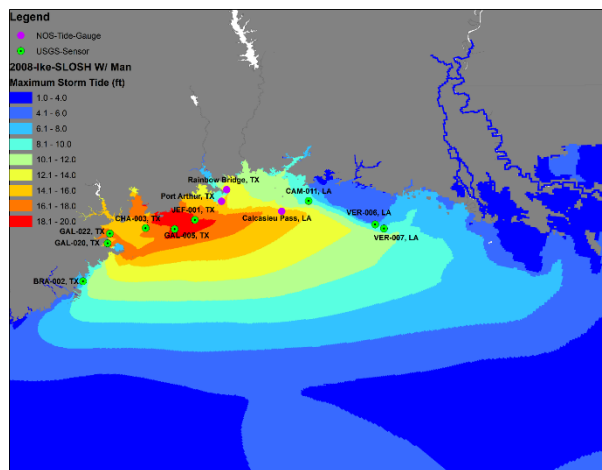 Legend
NOS-Tide-Gauge
USGS-Sensor
2008-Ike-SLOSH W/ Man
Maximum Storm Tide (ft)
1.0 - 4.0
4.1 - 6.0
6.1 - 8.0
8.1 - 10.0
10.1 - 12.0
12.1 - 14.0
14.1 - 16.0
16.1 - 18.0
18.1 - 20.0
Rainbow Bridge, TX
Port Arthur, TX
CAM-011, LA
JEF-001, TX
CHA-003, TX
Calcasieu Pass, LA
VER-006, LA
GAL-022, TX
GAL-005, TX
VER-007, LA
GAL-020, TX
BRA-002, TX